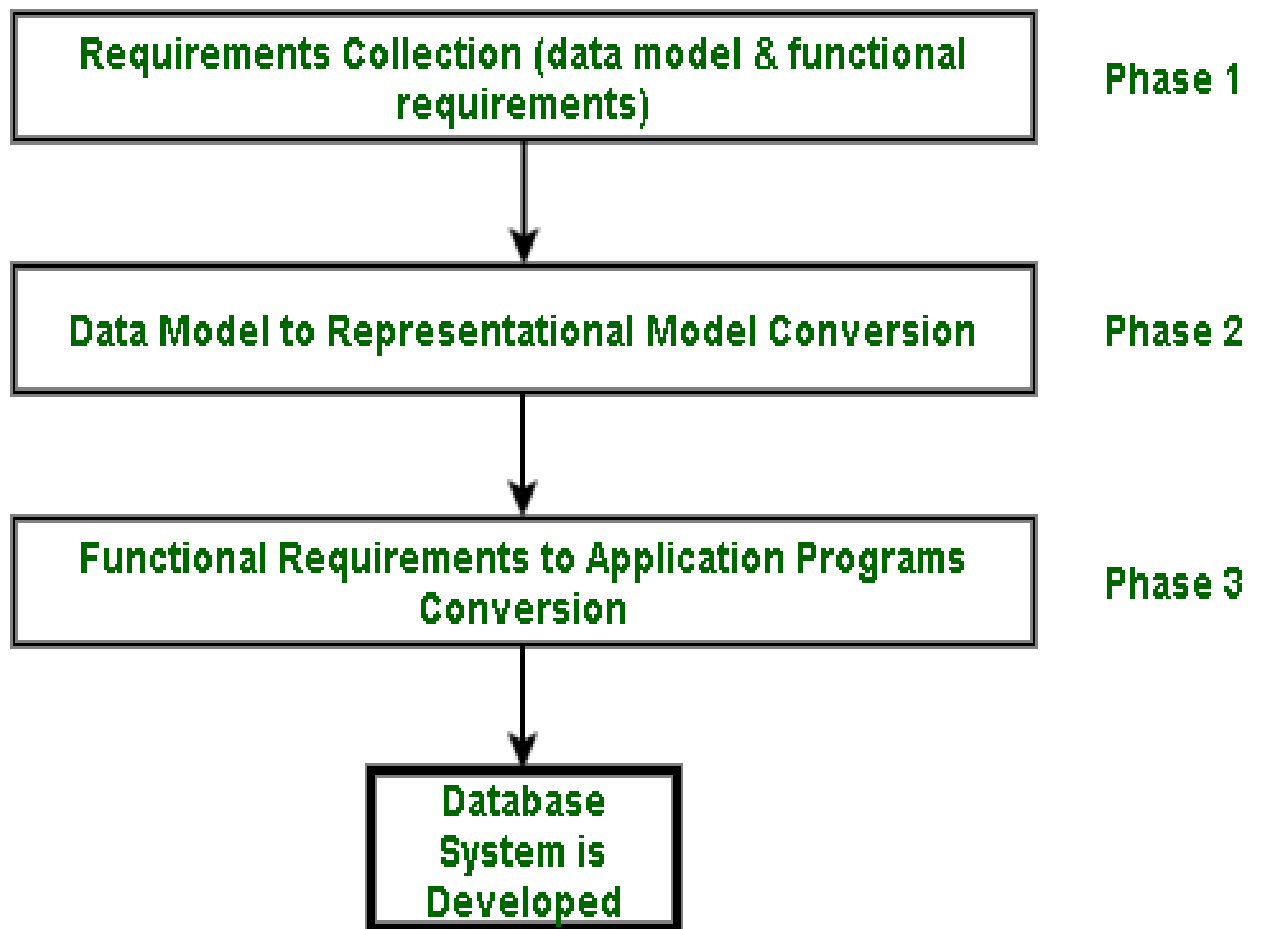 Requirements Collection (data model & functional
requirements)
Phase 1
Data Model to Representational Model Conversion
Phase 2
Functional Requirements to Application Programs
Conversion
Phase 3
Database
System is
Developed